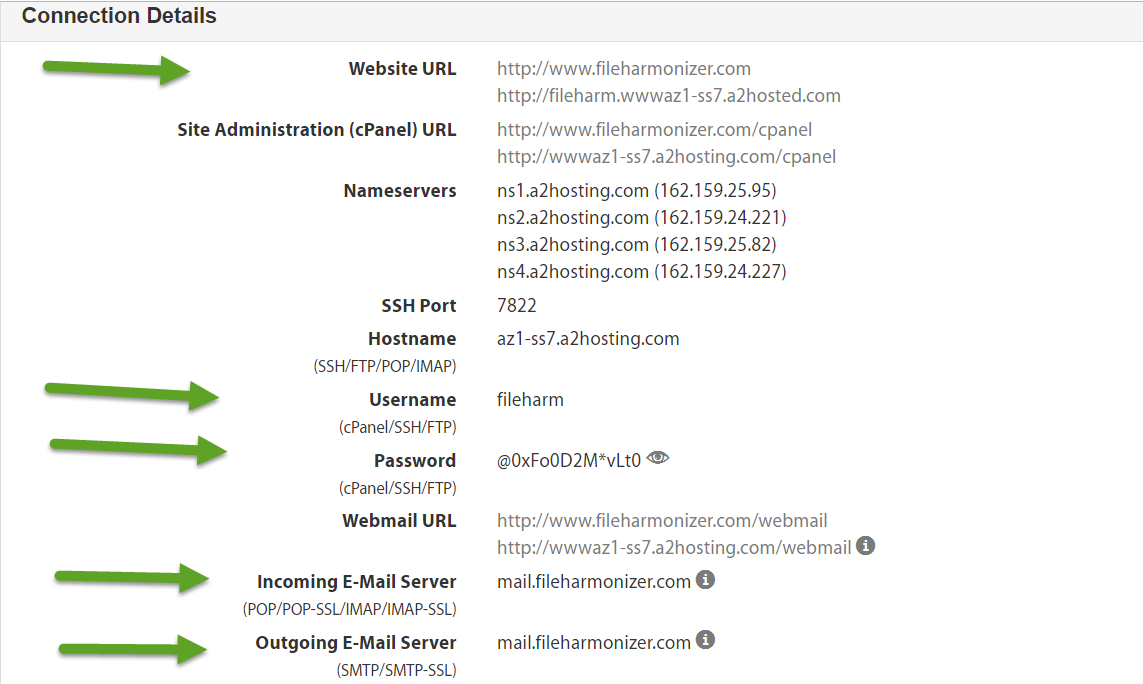 Connection Details
Website URL http://www.fileharmonizer.com
http://fileharm.wwwaz1-ss7.a2hosted.com
Site Administration (cPanel) URL http://www.fileharmonizer.com/cpanel
http://wwwaz1-ss7.a2hosting.com/cpanel
Nameservers ns1.a2hosting.com (162.159.25.95)
ns2.a2hosting.com (162.159.24.221)
ns3.a2hosting.com (162.159.25.82)
ns4.a2hosting.com (162.159.24.227)
SSH Port 7822
Hostname az1-ss7.a2hosting.com
(SSH/FTP/POP/IMAP)
Username fileharm
(cPanel/SSH/FTP)
Password @0xFo0D2M*vLt0
(cPanel/SSH/FTP)
Webmail URL http://www.fileharmonizer.com/webmail
http://wwwaz1-ss7.a2hosting.com/webmail
Incoming E-Mail Server mail.fileharmonizer.com
(POP/POP-SSL/IMAP/IMAP-SSL)
Outgoing E-Mail Server mail.fileharmonizer.com
(SMTP/SMTP-SSL)